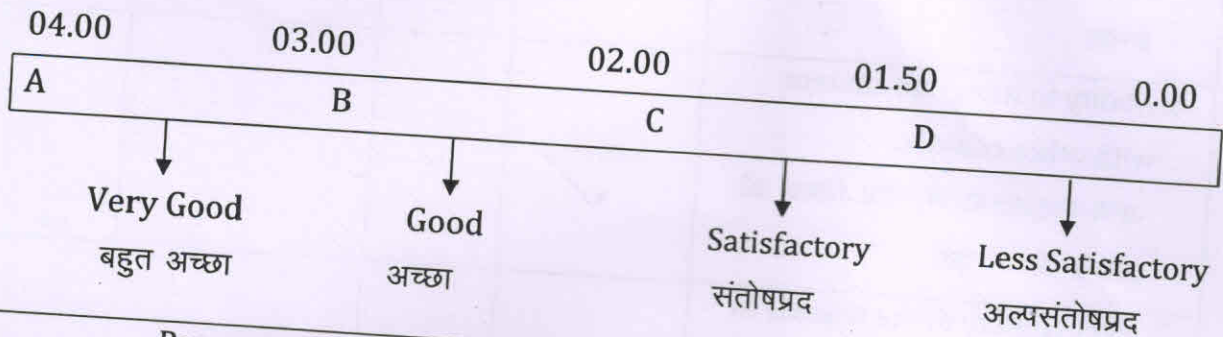 04.00 03.00 02.00 01.50 0.00
A B C D
Very Good Good Satisfactory Less Satisfactory
बहुत अच्छा अच्छा संतोषप्रद अल्पसंतोषप्रद